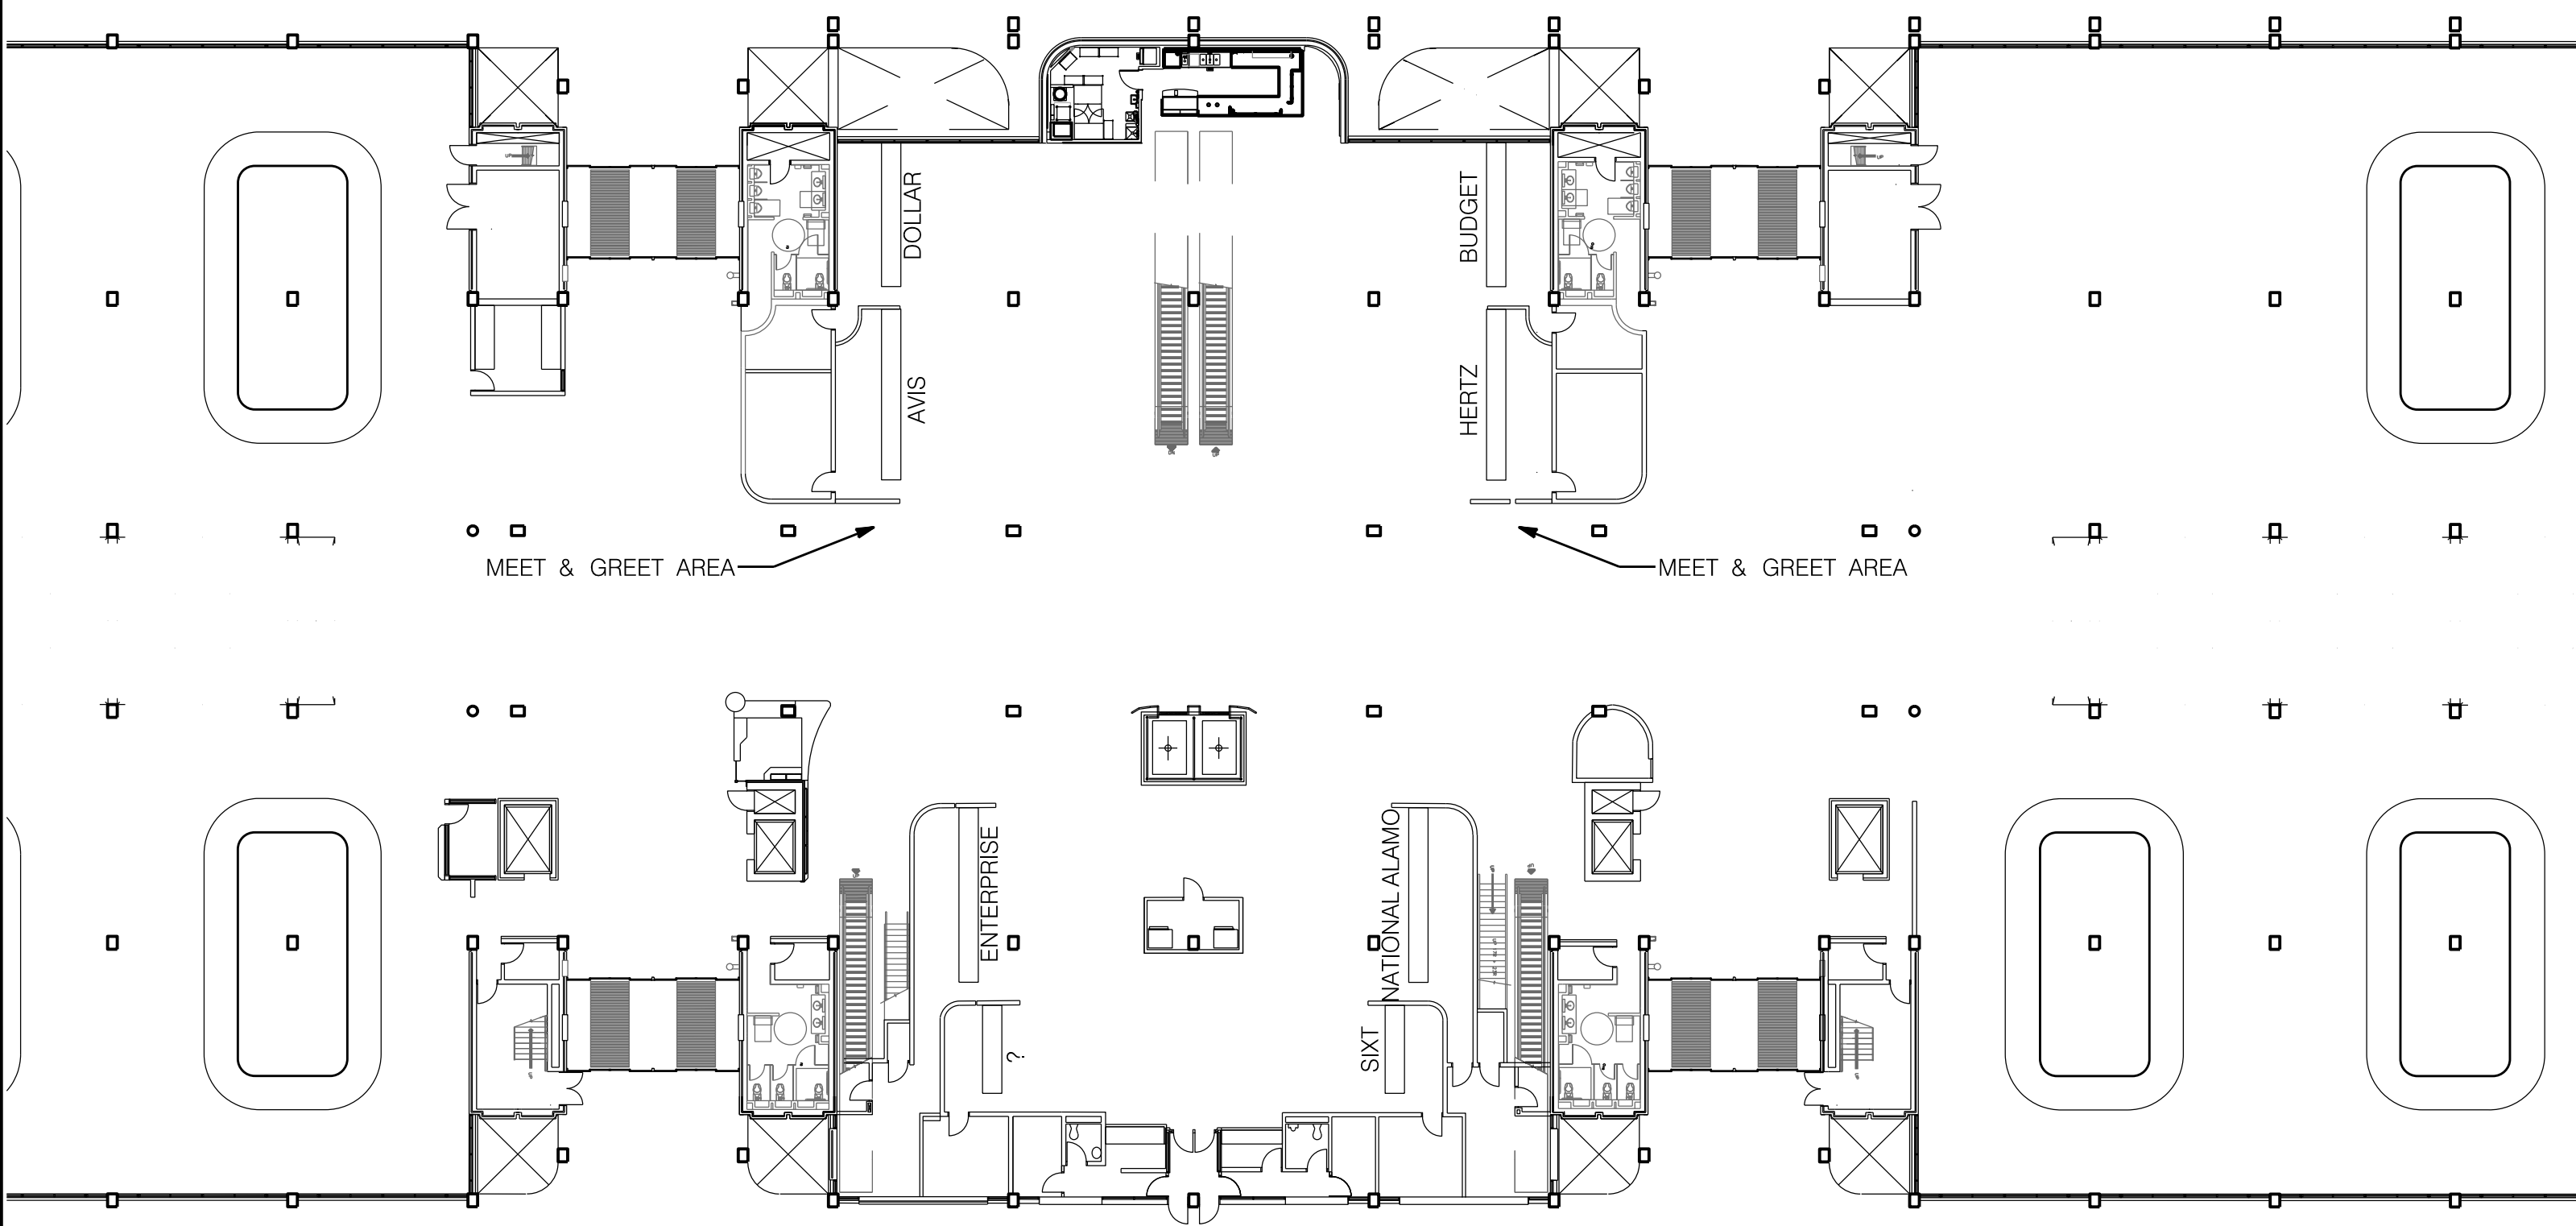 DOLLAR
BUDGET
AVIS
HERTZ
MEET & GREET AREA
MEET & GREET AREA
ENTERPRISE
NATIONAL ALAMO
?
SIXT